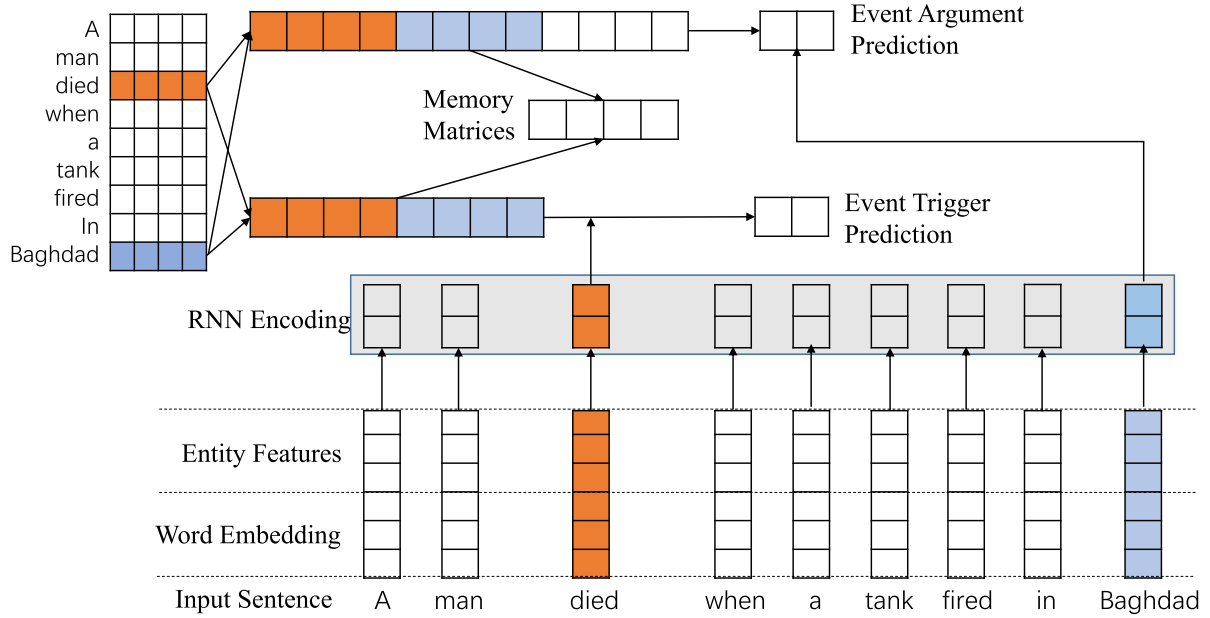 A
man
died
when
a
tank
fired
In
Baghdad
Event Argument
Prediction
Memory
Matrices
Event Trigger
Prediction
RNN Encoding
Entity Features
Word Embedding
Input Sentence A man died when a tank fired in Baghdad